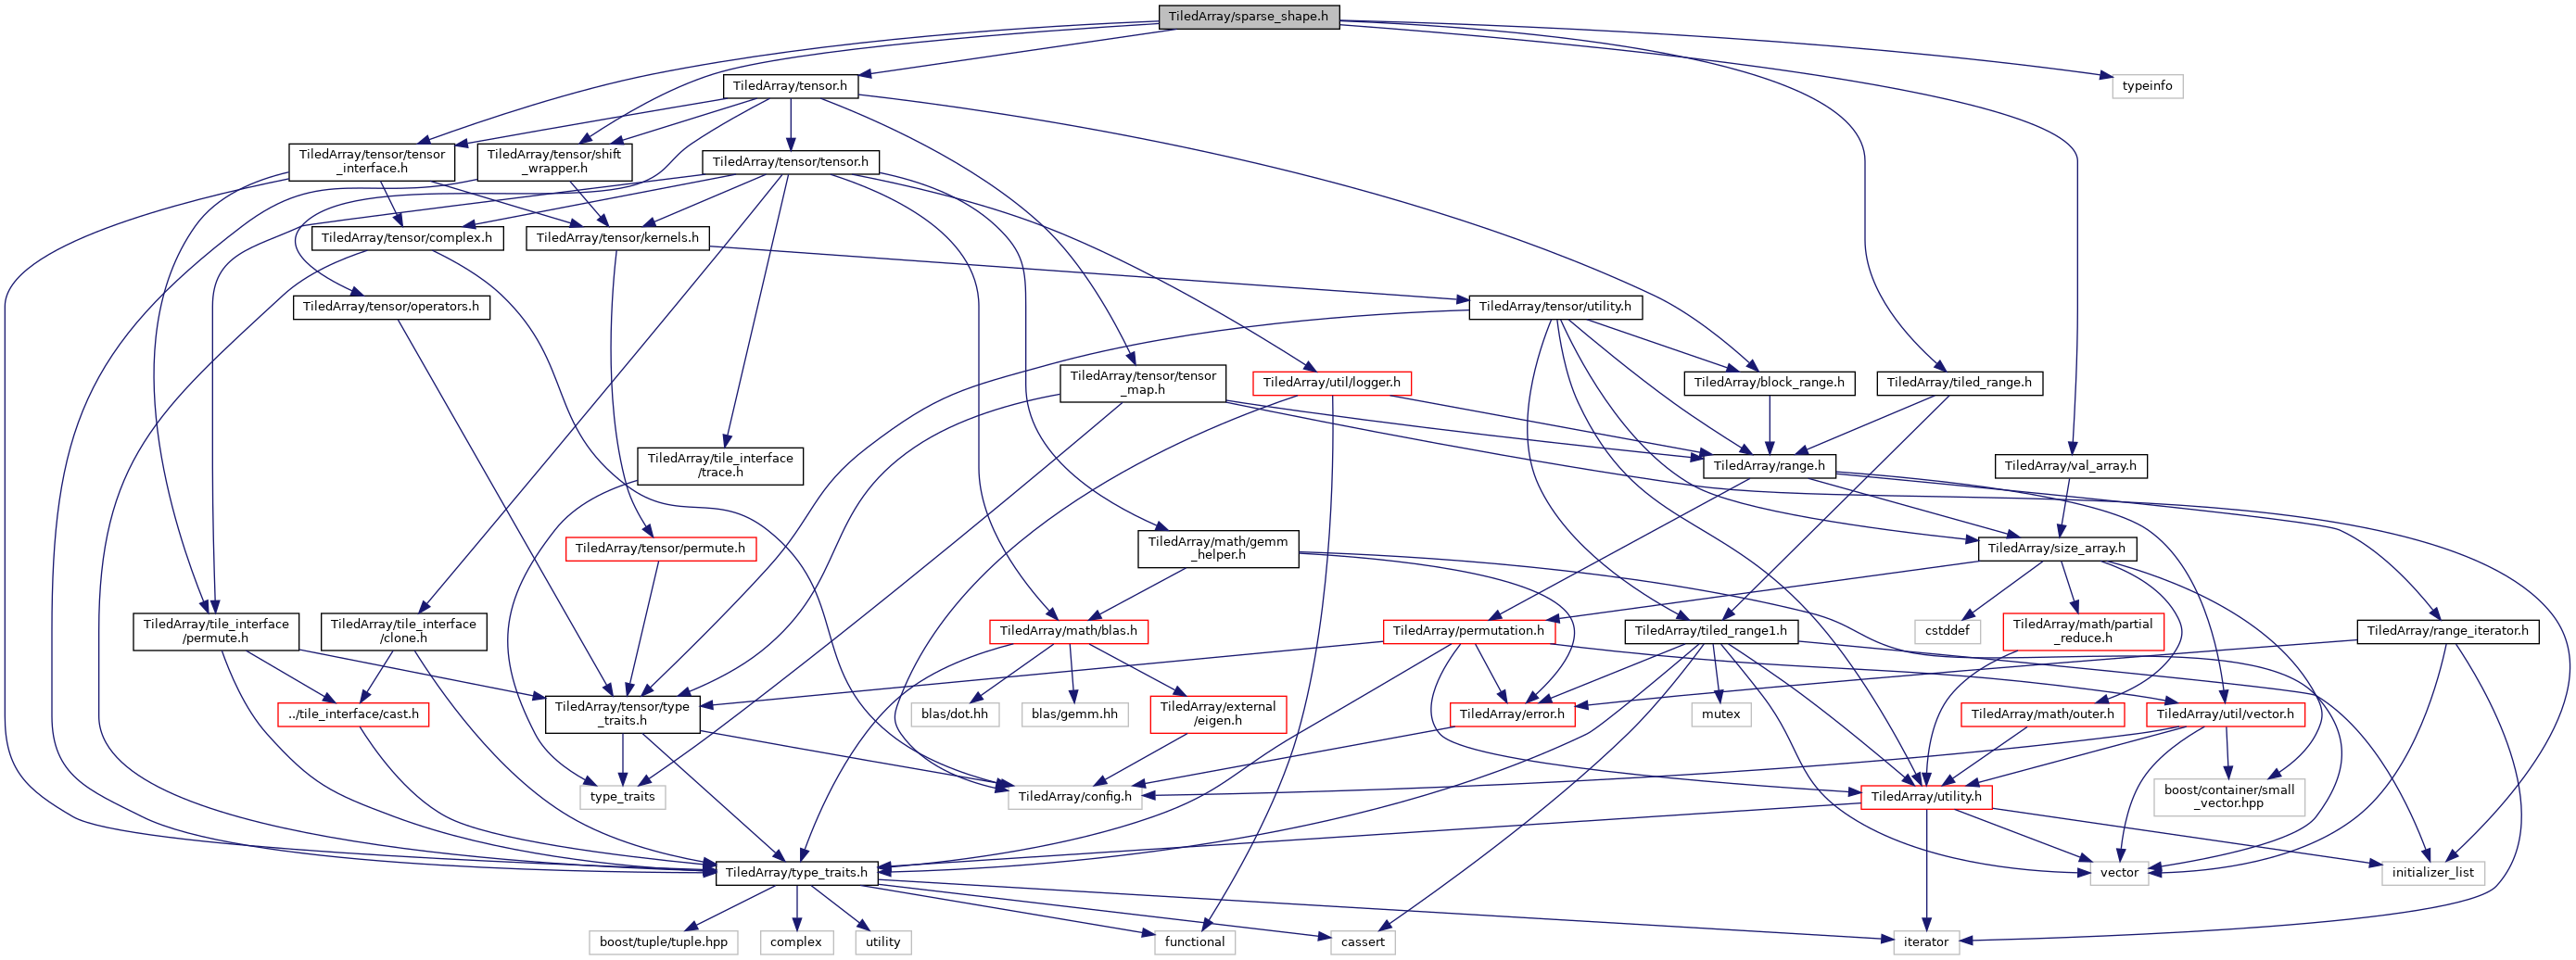 TiledArray/sparse_shape.h
TiledArray/tensor.h
typeinfo
TiledArray/tensor/tensor
_interface.h
TiledArray/tensor/shift
_wrapper.h
TiledArray/tensor/tensor.h
TiledArray/tensor/complex.h
TiledArray/tensor/kernels.h
TiledArray/tensor/operators.h
TiledArray/tensor/utility.h
TiledArray/tensor/tensor
_map.h
TiledArray/util/logger.h
TiledArray/block_range.h
TiledArray/tiled_range.h
TiledArray/tile_interface
/trace.h
TiledArray/range.h
TiledArray/val_array.h
TiledArray/tensor/permute.h
TiledArray/math/gemm
_helper.h
TiledArray/size_array.h
TiledArray/tile_interface
/permute.h
TiledArray/tile_interface
/clone.h
TiledArray/math/blas.h
TiledArray/permutation.h
TiledArray/tiled_range1.h
cstddef
TiledArray/math/partial
_reduce.h
TiledArray/range_iterator.h
../tile_interface/cast.h
TiledArray/tensor/type
_traits.h
blas/dot.hh
blas/gemm.hh
TiledArray/external
/eigen.h
TiledArray/error.h
mutex
TiledArray/math/outer.h
TiledArray/util/vector.h
type_traits
TiledArray/config.h
TiledArray/utility.h
boost/container/small
_vector.hpp
TiledArray/type_traits.h
vector
initializer_list
boost/tuple/tuple.hpp
complex
utility
functional
cassert
iterator